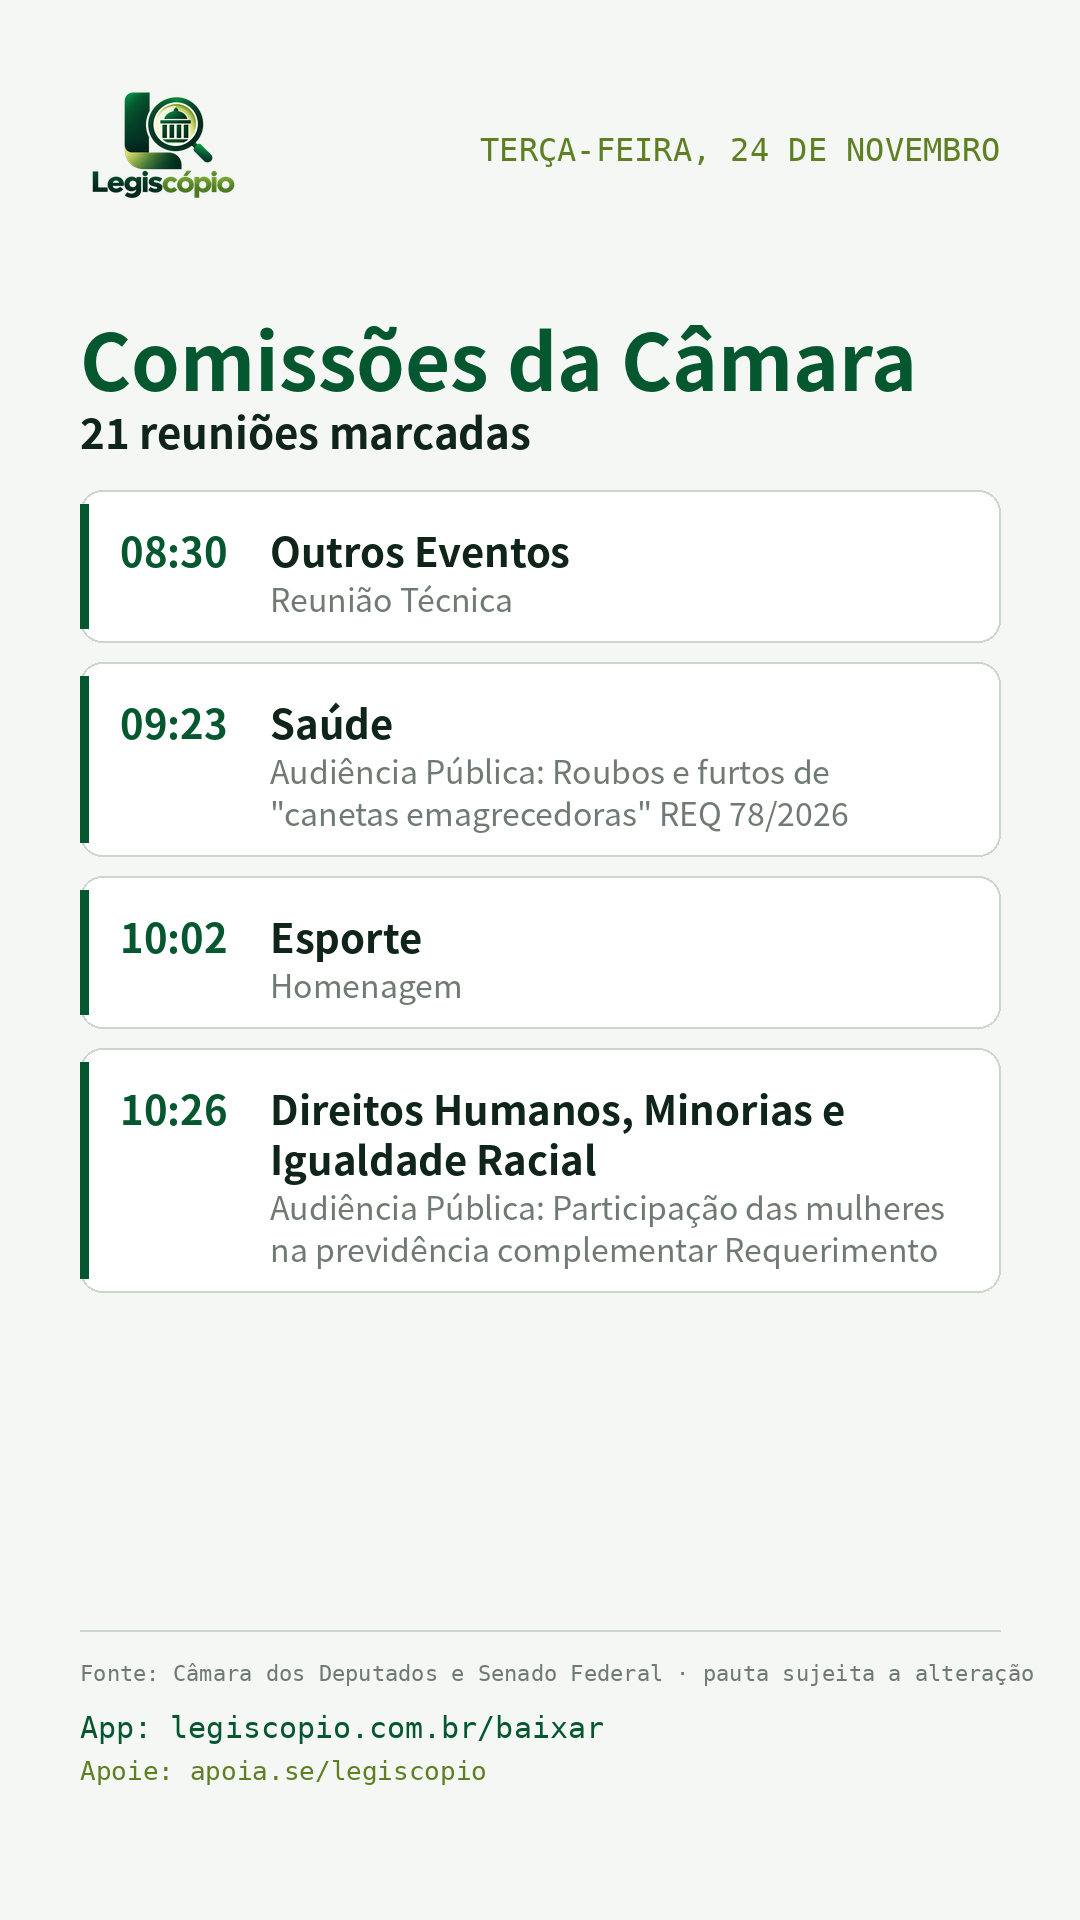 Legiscópio
TERÇA-FEIRA, 24 DE NOVEMBRO
Comissões da Câmara
21 reuniões marcadas
08:30 Outros Eventos
Reunião Técnica
09:23 Saúde
Audiência Pública: Roubos e furtos de
"canetas emagrecedoras" REQ 78/2026
10:02 Esporte
Homenagem
10:26 Direitos Humanos, Minorias e
Igualdade Racial
Audiência Pública: Participação das mulheres
na previdência complementar Requerimento
Fonte: Câmara dos Deputados e Senado Federal · pauta sujeita a alteração
App: legiscopio.com.br/baixar
Apoie: apoia.se/legiscopio